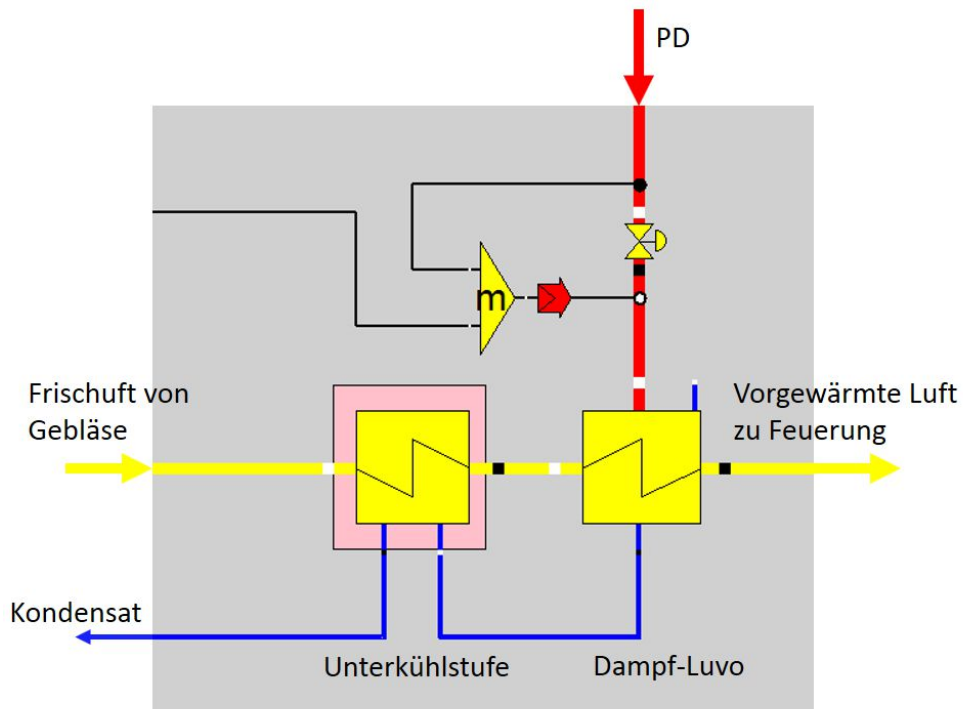 PD
m
Frischuft von
Gebläse
Vorgewärmte Luft
zu Feuerung
Kondensat
Unterkühlstufe
Dampf-Luvo